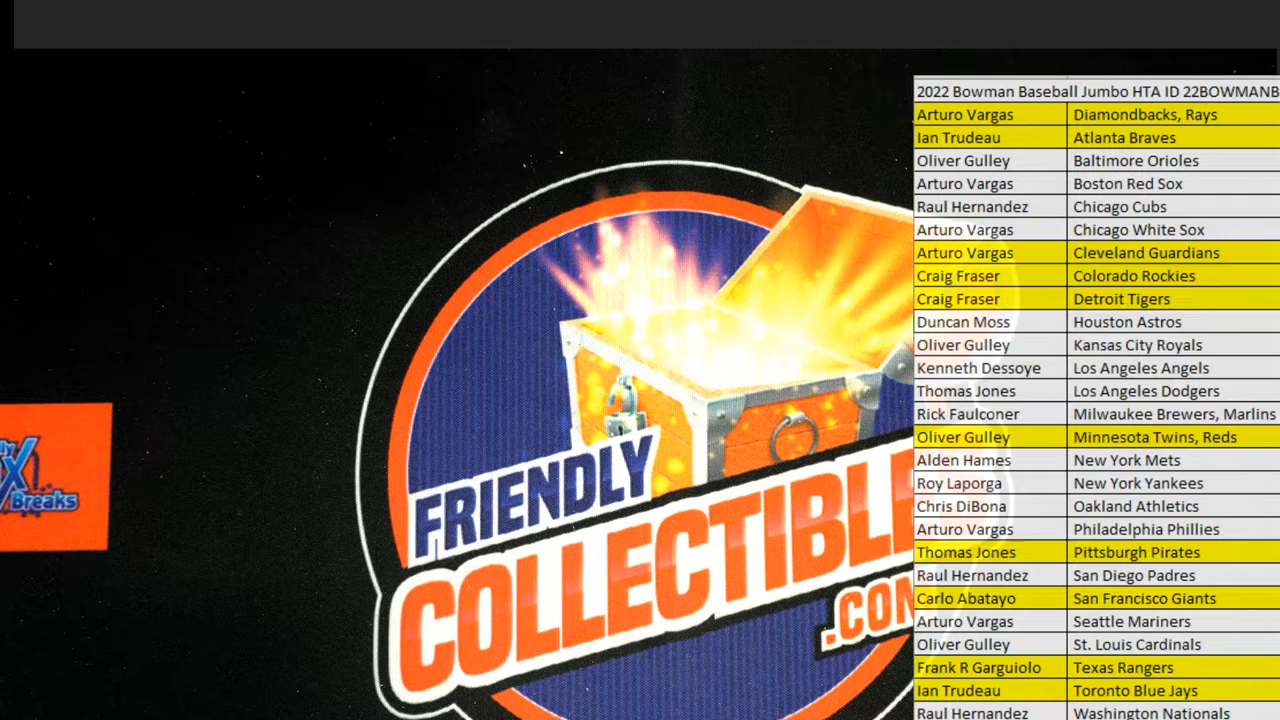 2022 Bowman Baseball Jumbo HTA ID 22BOWMANB
Arturo Vargas Diamondbacks, Rays
Ian Trudeau Atlanta Braves
Oliver Gulley Baltimore Orioles
Arturo Vargas Boston Red Sox
Raul Hernandez Chicago Cubs
Arturo Vargas Chicago White Sox
Arturo Vargas Cleveland Guardians
Craig Fraser Colorado Rockies
Craig Fraser Detroit Tigers
Duncan Moss Houston Astros
Oliver Gulley Kansas City Royals
Kenneth Dessoye Los Angeles Angels
Thomas Jones Los Angeles Dodgers
Rick Faulconer Milwaukee Brewers, Marlins
Oliver Gulley Minnesota Twins, Reds
Alden Hames New York Mets
Roy Laporga New York Yankees
Chris DiBona Oakland Athletics
Arturo Vargas Philadelphia Phillies
Thomas Jones Pittsburgh Pirates
Raul Hernandez San Diego Padres
Carlo Abatayo San Francisco Giants
Arturo Vargas Seattle Mariners
Oliver Gulley St. Louis Cardinals
Frank R Garguiolo Texas Rangers
Ian Trudeau Toronto Blue Jays
Raul Hernandez Washington Nationals
FRIENDLY
COLLECTIBLE
.COM
Breaks